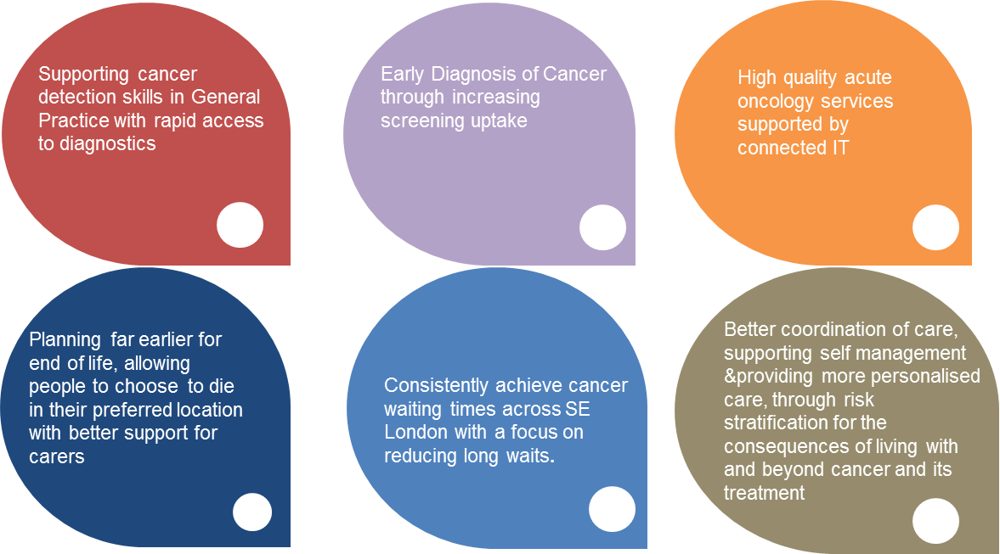 Supporting cancer
detection skills in General
Practice with rapid access
to diagnostics
Early Diagnosis of Cancer
through increasing
screening uptake
High quality acute
oncology services
supported by
connected IT
Planning far earlier for
end of life, allowing
people to choose to die
in their preferred location
with better support for
carers
Consistently achieve cancer
waiting times across SE
London with a focus on
reducing long waits.
Better coordination of care,
supporting self management
&providing more personalised
care, through risk
stratification for the
consequences of living with
and beyond cancer and its
treatment